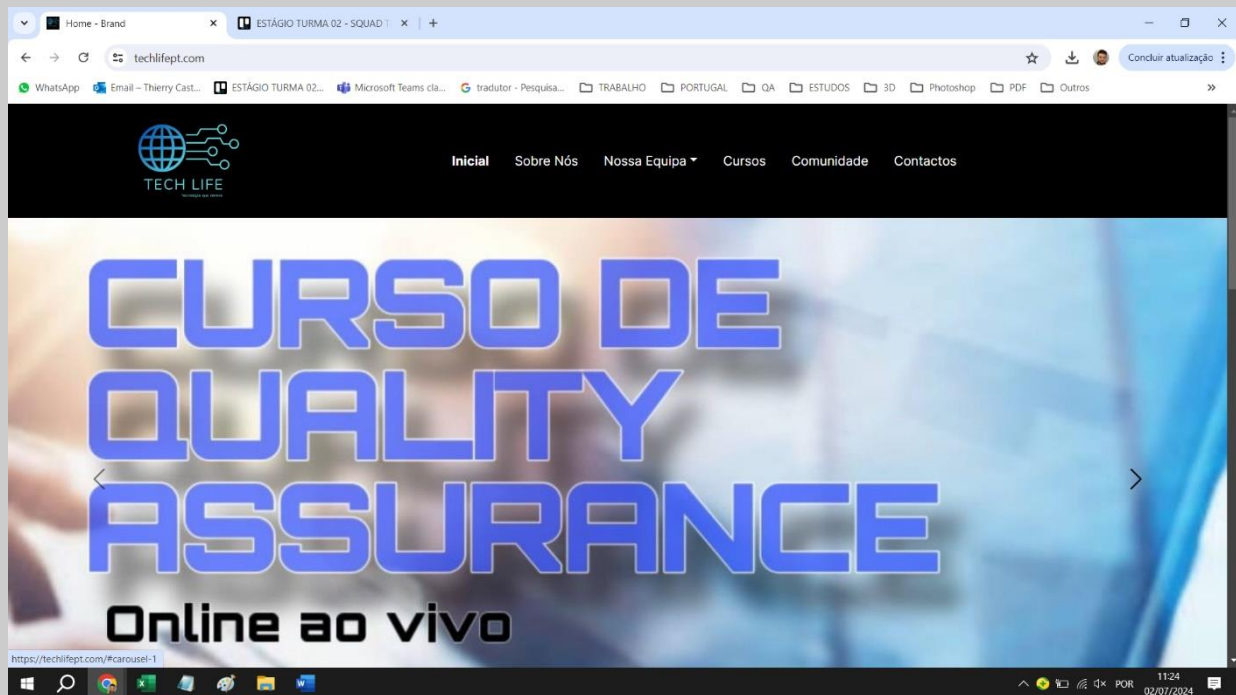 Home - Brand
ESTÁGIO TURMA 02 - SQUAD T
techlifept.com
Concluir atualização
WhatsApp
Email – Thierry Cast...
ESTÁGIO TURMA 02...
Microsoft Teams cla...
tradutor - Pesquisa...
TRABALHO
PORTUGAL
QA
ESTUDOS
3D
Photoshop
PDF
Outros
TECH LIFE
Inicial
Sobre Nós
Nossa Equipa
Cursos
Comunidade
Contactos
CURSO DE
QUALITY
ASSURANCE
Online ao vivo
https://techlifept.com/#carousel-1
POR
11:24
02/07/2024